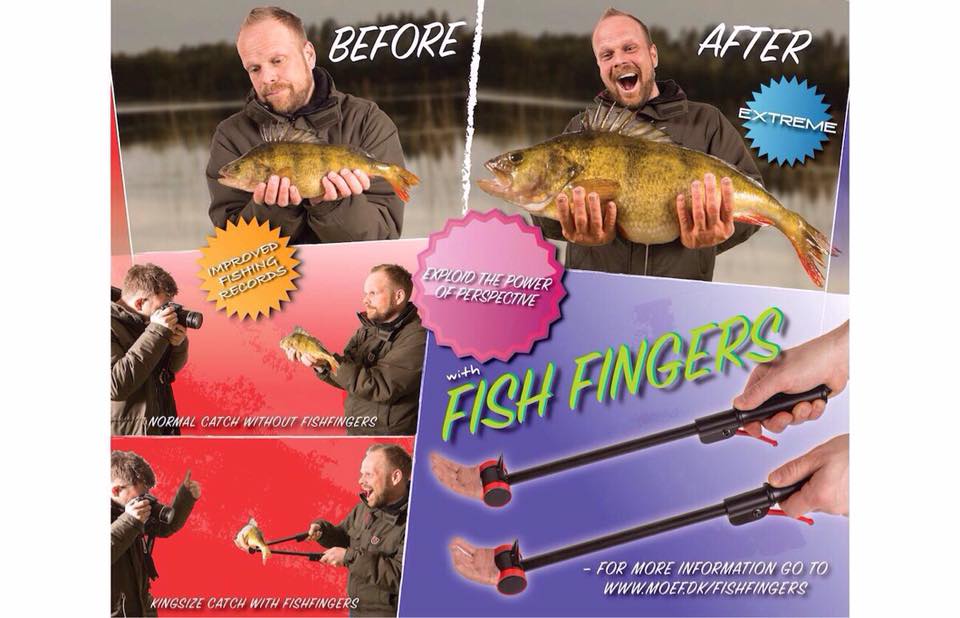 BEFORE
AFTER
EXTREME
IMPROVED
FISHING
RECORDS
EXPLOID THE POWER
OF PERSPECTIVE
NORMAL CATCH WITHOUT FISHFINGERS
with
FISH FINGERS
KINGSIZE CATCH WITH FISHFINGERS
- FOR MORE INFORMATION GO TO
WWW.MOEF.DK/FISHFINGERS